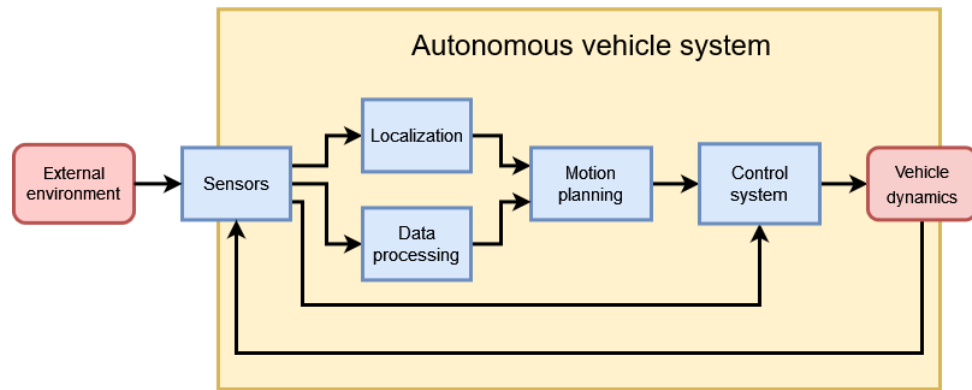 Autonomous vehicle system
External
environment
Sensors
Localization
Data
processing
Motion
planning
Control
system
Vehicle
dynamics